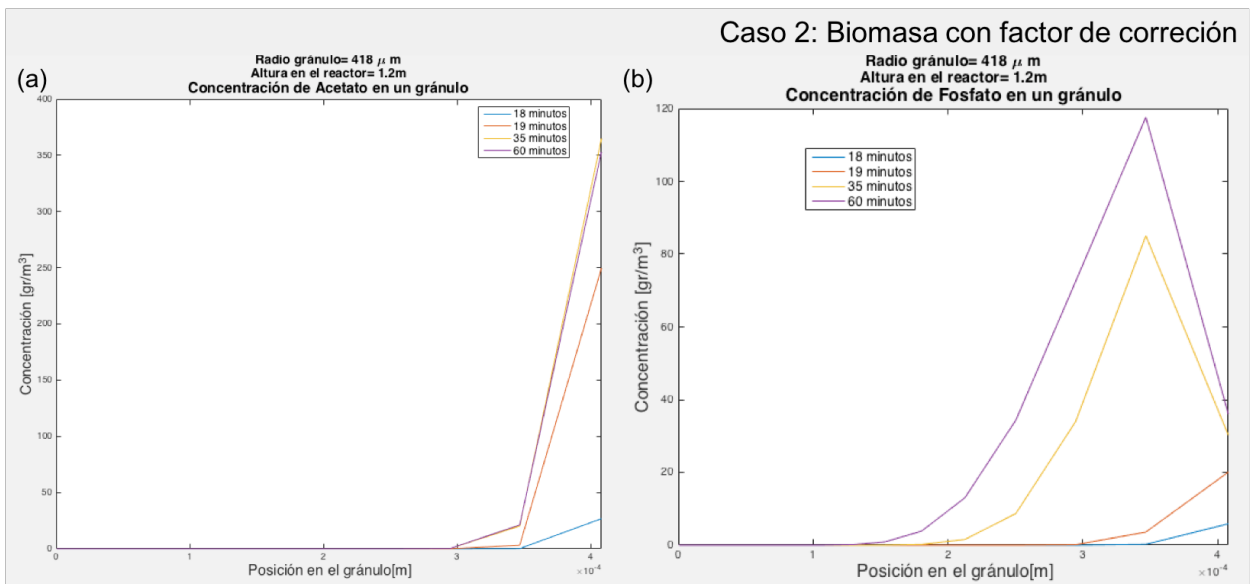 Caso 2: Biomasa con factor de correción
(a)
Radio gránulo= 418 μ m
Altura en el reactor= 1.2m
Concentración de Acetato en un gránulo
400
350
300
250
200
150
100
50
0
Concentración [gr/m³]
18 minutos
19 minutos
35 minutos
60 minutos
0
1
2
3
4
×10⁻⁴
Posición en el gránulo[m]
(b)
Radio gránulo= 418 μ m
Altura en el reactor= 1.2m
Concentración de Fosfato en un gránulo
120
100
80
60
40
20
0
Concentración [gr/m³]
18 minutos
19 minutos
35 minutos
60 minutos
0
1
2
3
4
×10⁻⁴
Posición en el gránulo[m]